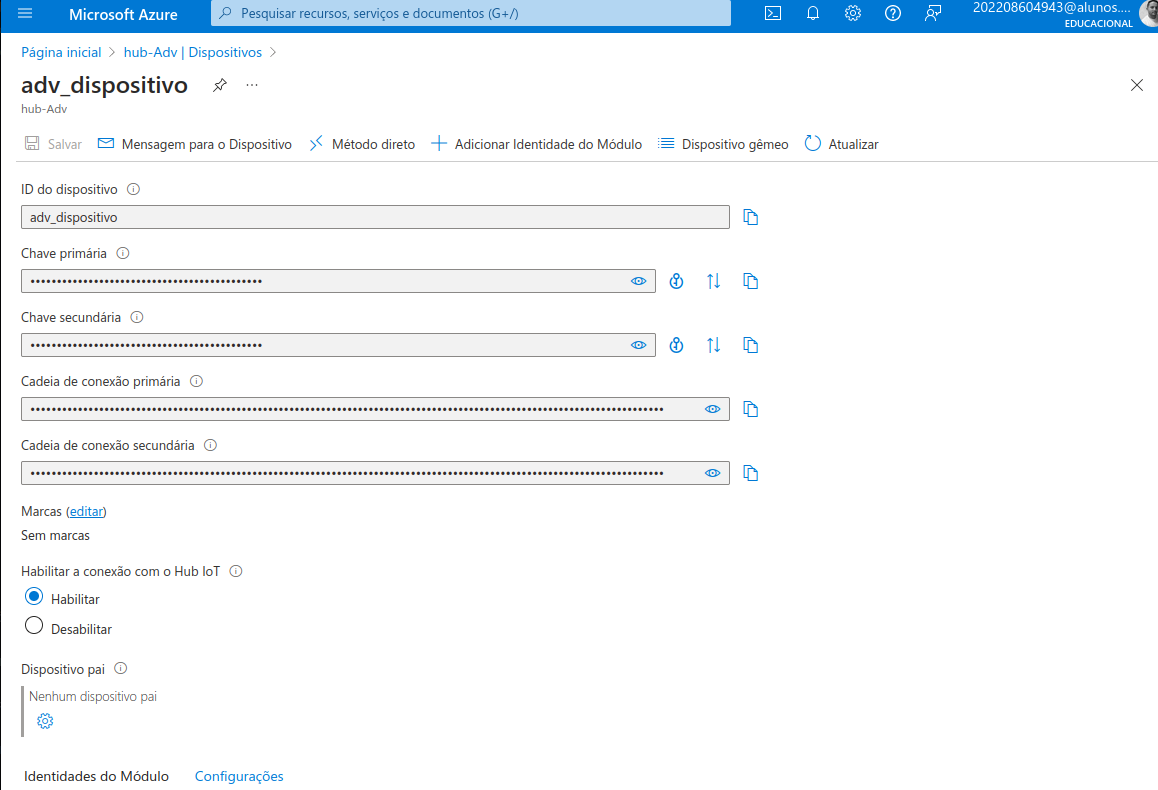 Microsoft Azure
Pesquisar recursos, serviços e documentos (G+/)
202208604943@alunos....
EDUCACIONAL
Página inicial > hub-Adv | Dispositivos >
adv_dispositivo ...
hub-Adv
Salvar Mensagem para o Dispositivo Método direto Adicionar Identidade do Módulo Dispositivo gêmeo Atualizar
ID do dispositivo
adv_dispositivo
Chave primária
Chave secundária
Cadeia de conexão primária
Cadeia de conexão secundária
Marcas (editar)
Sem marcas
Habilitar a conexão com o Hub IoT
Habilitar
Desabilitar
Dispositivo pai
Nenhum dispositivo pai
Identidades do Módulo Configurações